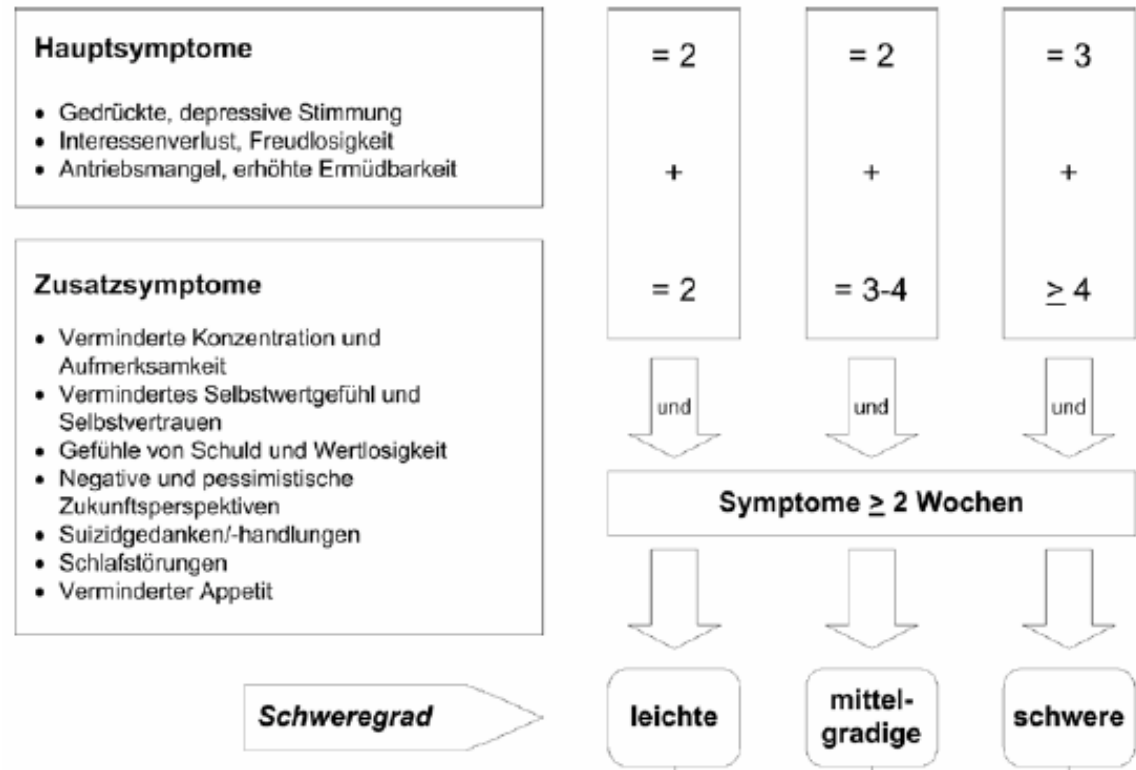 Hauptsymptome
• Gedrückte, depressive Stimmung
• Interessenverlust, Freudlosigkeit
• Antriebsmangel, erhöhte Ermüdbarkeit
= 2 = 2 = 3
+ + +
Zusatzsymptome
• Verminderte Konzentration und
Aufmerksamkeit
• Vermindertes Selbstwertgefühl und
Selbstvertrauen
• Gefühle von Schuld und Wertlosigkeit
• Negative und pessimistische
Zukunftsperspektiven
• Suizidgedanken/-handlungen
• Schlafstörungen
• Verminderter Appetit
= 2 = 3-4 ≥ 4
und und und
Symptome ≥ 2 Wochen
Schweregrad
leichte
mittel-
gradige
schwere